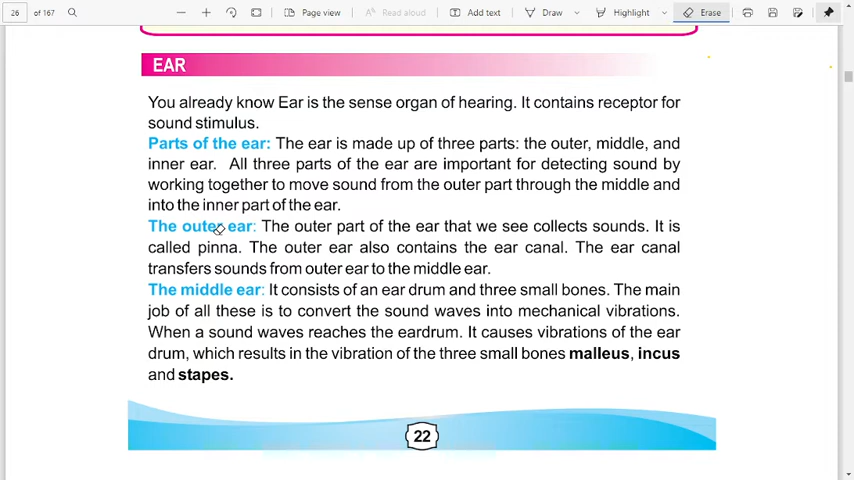 26 of 167 Page view Read aloud Add text Draw Highlight Erase
EAR
You already know Ear is the sense organ of hearing. It contains receptor for
sound stimulus.
Parts of the ear: The ear is made up of three parts: the outer, middle, and
inner ear. All three parts of the ear are important for detecting sound by
working together to move sound from the outer part through the middle and
into the inner part of the ear.
The outer ear: The outer part of the ear that we see collects sounds. It is
called pinna. The outer ear also contains the ear canal. The ear canal
transfers sounds from outer ear to the middle ear.
The middle ear: It consists of an ear drum and three small bones. The main
job of all these is to convert the sound waves into mechanical vibrations.
When a sound waves reaches the eardrum. It causes vibrations of the ear
drum, which results in the vibration of the three small bones malleus, incus
and stapes.
22